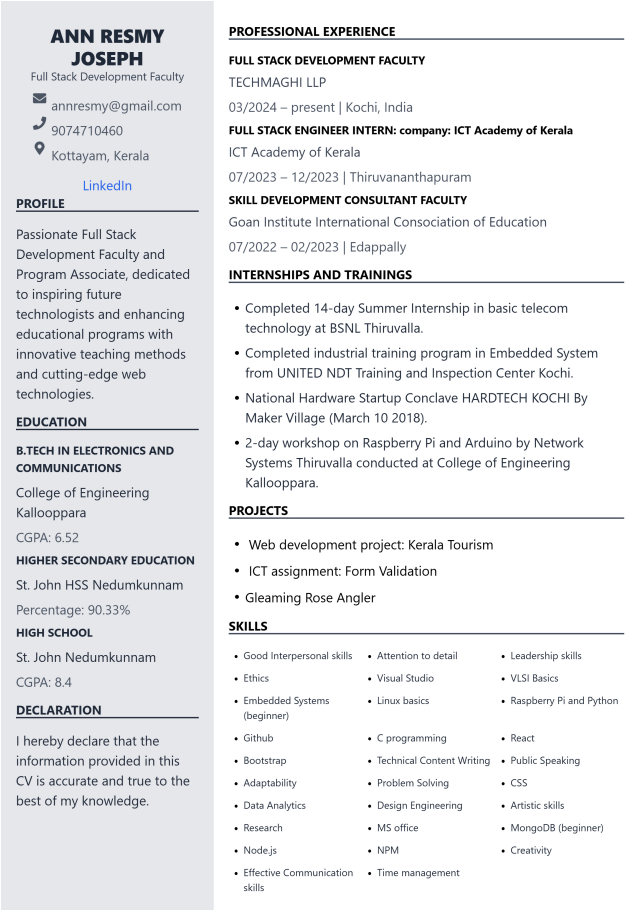 ANN RESMY
JOSEPH
Full Stack Development Faculty
annresmy@gmail.com
9074710460
Kottayam, Kerala
LinkedIn
PROFILE
Passionate Full Stack
Development Faculty and
Program Associate, dedicated
to inspiring future
technologists and enhancing
educational programs with
innovative teaching methods
and cutting-edge web
technologies.
EDUCATION
B.TECH IN ELECTRONICS AND
COMMUNICATIONS
College of Engineering
Kallooppara
CGPA: 6.52
HIGHER SECONDARY EDUCATION
St. John HSS Nedumkunnam
Percentage: 90.33%
HIGH SCHOOL
St. John Nedumkunnam
CGPA: 8.4
DECLARATION
I hereby declare that the
information provided in this
CV is accurate and true to the
best of my knowledge.
PROFESSIONAL EXPERIENCE
FULL STACK DEVELOPMENT FACULTY
TECHMAGHI LLP
03/2024 – present | Kochi, India
FULL STACK ENGINEER INTERN: company: ICT Academy of Kerala
ICT Academy of Kerala
07/2023 – 12/2023 | Thiruvananthapuram
SKILL DEVELOPMENT CONSULTANT FACULTY
Goan Institute International Consociation of Education
07/2022 – 02/2023 | Edappally
INTERNSHIPS AND TRAININGS
• Completed 14-day Summer Internship in basic telecom
technology at BSNL Thiruvalla.
• Completed industrial training program in Embedded System
from UNITED NDT Training and Inspection Center Kochi.
• National Hardware Startup Conclave HARDTECH KOCHI By
Maker Village (March 10 2018).
• 2-day workshop on Raspberry Pi and Arduino by Network
Systems Thiruvalla conducted at College of Engineering
Kallooppara.
PROJECTS
• Web development project: Kerala Tourism
• ICT assignment: Form Validation
• Gleaming Rose Angler
SKILLS
• Good Interpersonal skills • Attention to detail • Leadership skills
• Ethics • Visual Studio • VLSI Basics
• Embedded Systems • Linux basics • Raspberry Pi and Python
(beginner)
• Github • C programming • React
• Bootstrap • Technical Content Writing • Public Speaking
• Adaptability • Problem Solving • CSS
• Data Analytics • Design Engineering • Artistic skills
• Research • MS office • MongoDB (beginner)
• Node.js • NPM • Creativity
• Effective Communication • Time management
skills